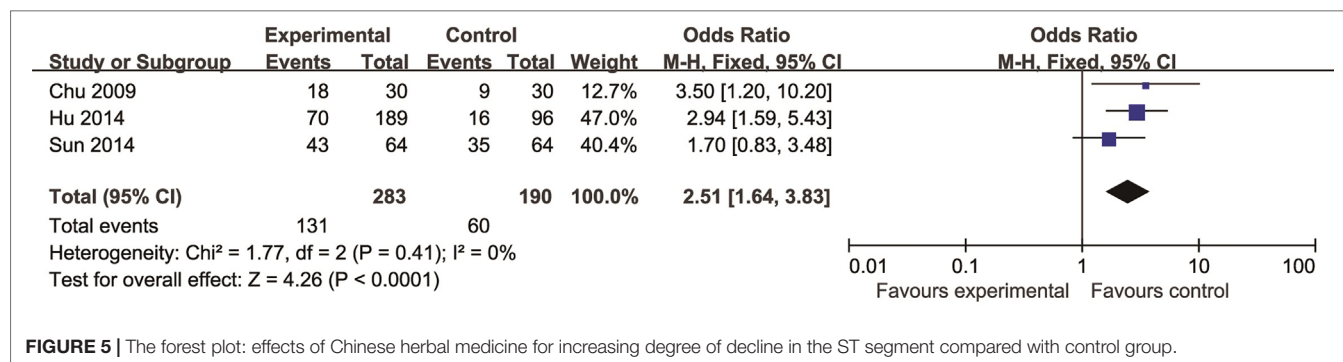 Experimental Control Odds Ratio Odds Ratio
Study or Subgroup Events Total Events Total Weight M-H, Fixed, 95% CI M-H, Fixed, 95% CI
Chu 2009 18 30 9 30 12.7% 3.50 [1.20, 10.20]
Hu 2014 70 189 16 96 47.0% 2.94 [1.59, 5.43]
Sun 2014 43 64 35 64 40.4% 1.70 [0.83, 3.48]
Total (95% CI) 283 190 100.0% 2.51 [1.64, 3.83]
Total events 131 60
Heterogeneity: Chi² = 1.77, df = 2 (P = 0.41); I² = 0%
Test for overall effect: Z = 4.26 (P < 0.0001)
0.01 0.1 1 10 100
Favours experimental Favours control
FIGURE 5 | The forest plot: effects of Chinese herbal medicine for increasing degree of decline in the ST segment compared with control group.